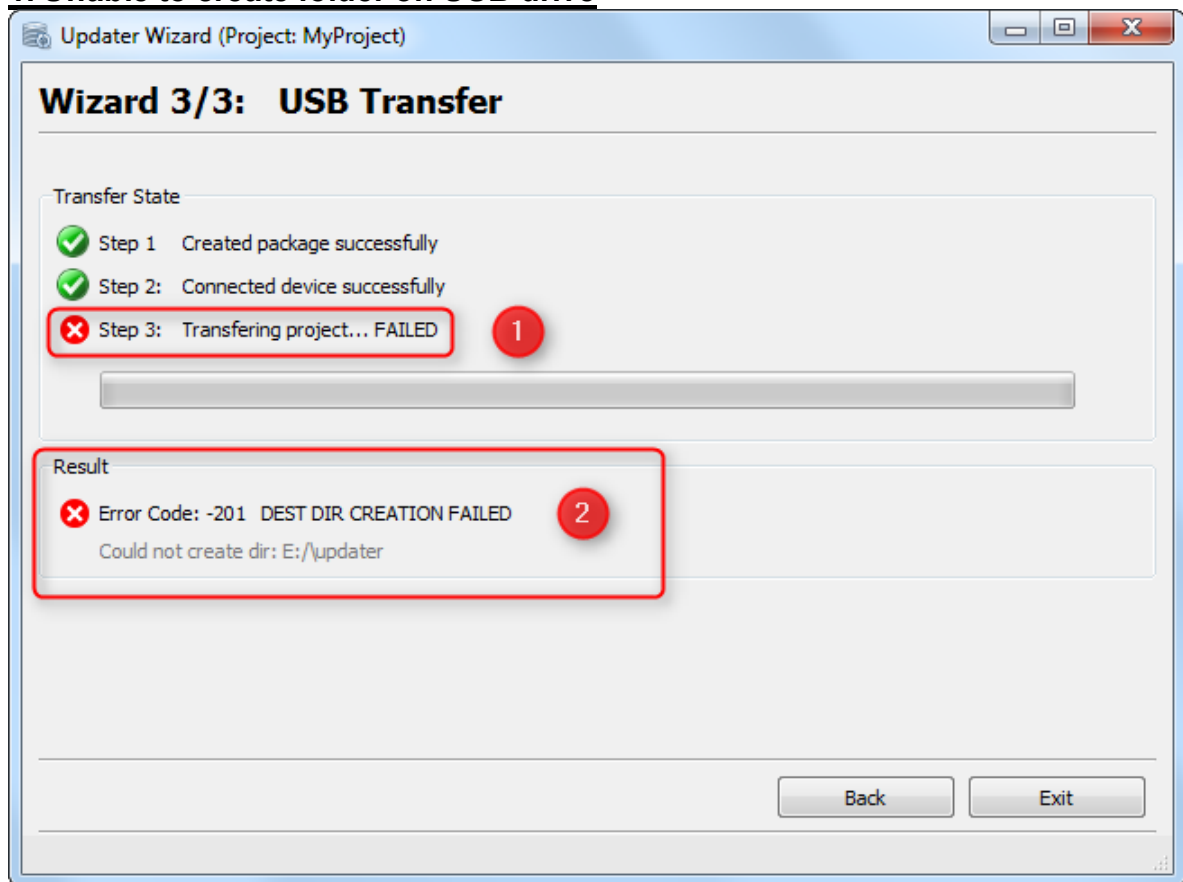 Updater Wizard (Project: MyProject)
Wizard 3/3: USB Transfer
Transfer State
Step 1 Created package successfully
Step 2: Connected device successfully
Step 3: Transfering project... FAILED
1
Result
Error Code: -201 DEST DIR CREATION FAILED
2
Could not create dir: E:/\updater
Back
Exit